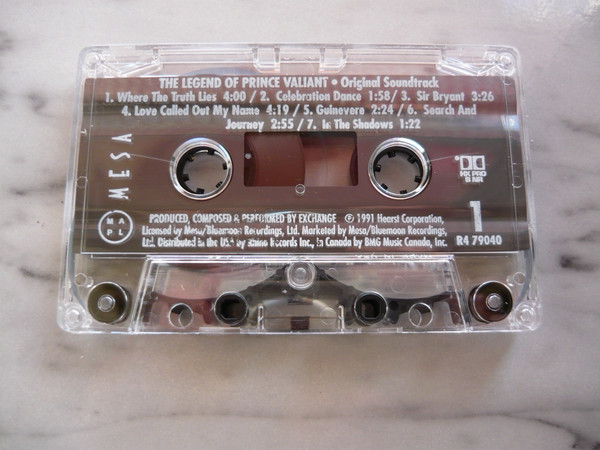 THE LEGEND OF PRINCE VALIANT • Original Soundtrack
1. Where The Truth Lies 4:00 / 2. Celebration Dance 1:58 / 3. Sir Bryant 3:26
4. Love Called Out My Name 4:19 / 5. Guinevere 2:24 / 6. Search And
Journey 2:55 / 7. In The Shadows 1:22
MESA
HX PRO
B NR
M A
P L
PRODUCED, COMPOSED & PERFORMED BY EXCHANGE ℗ 1991 Hearst Corporation,
Licensed by Mesa/Bluemoon Recordings, Ltd. Marketed by Mesa/Bluemoon Recordings,
Ltd. Distributed in the USA by Rhino Records Inc., In Canada by BMG Music Canada, Inc.
1
R4 79040